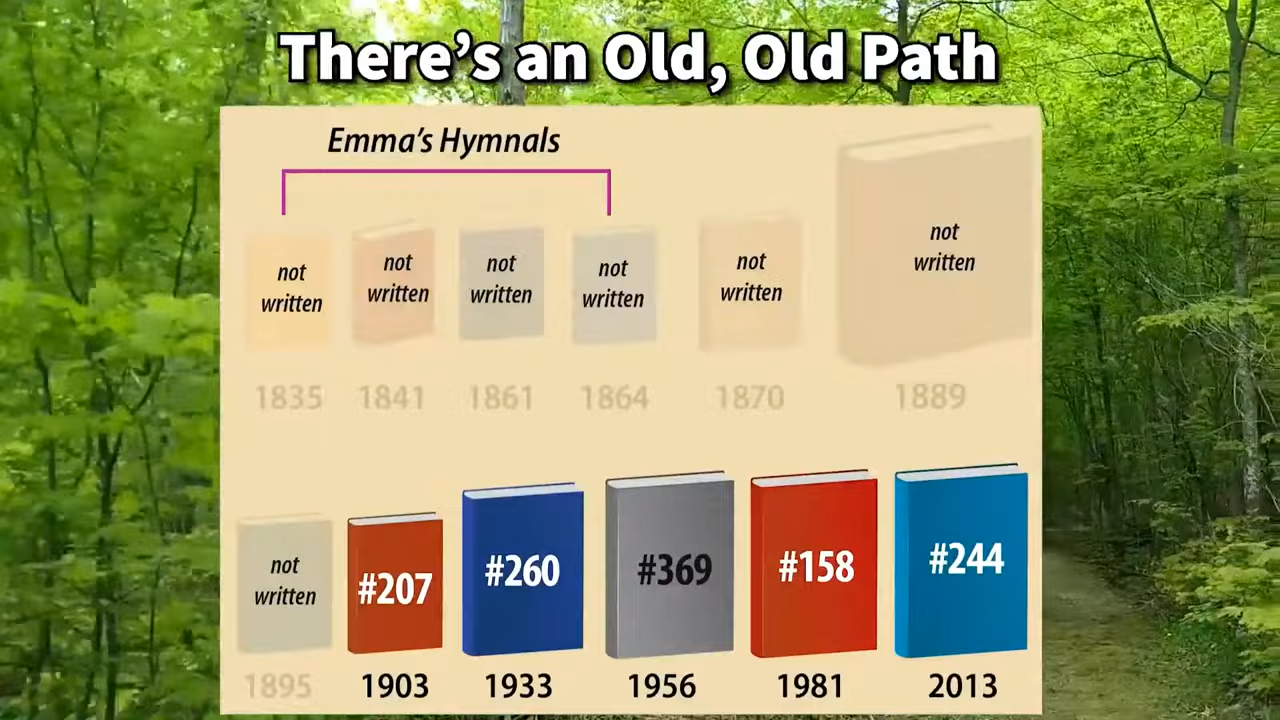 There's an Old, Old Path
Emma's Hymnals
not
written
not
written
not
written
not
written
not
written
not
written
1835
1841
1861
1864
1870
1889
not
written
#207
#260
#369
#158
#244
1895
1903
1933
1956
1981
2013